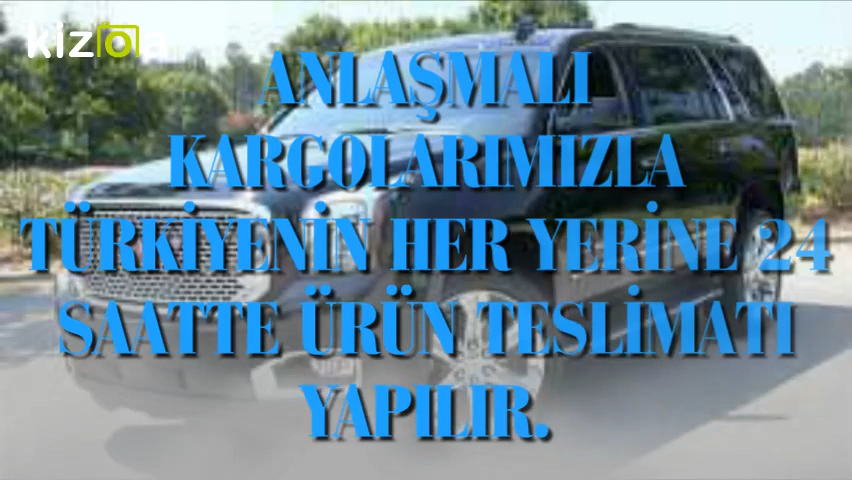 kizoa
ANLAŞMALI
KARGOLARIMIZLA
TÜRKİYENİN HER YERİNE 24
SAATTE ÜRÜN TESLİMATI
YAPILIR.